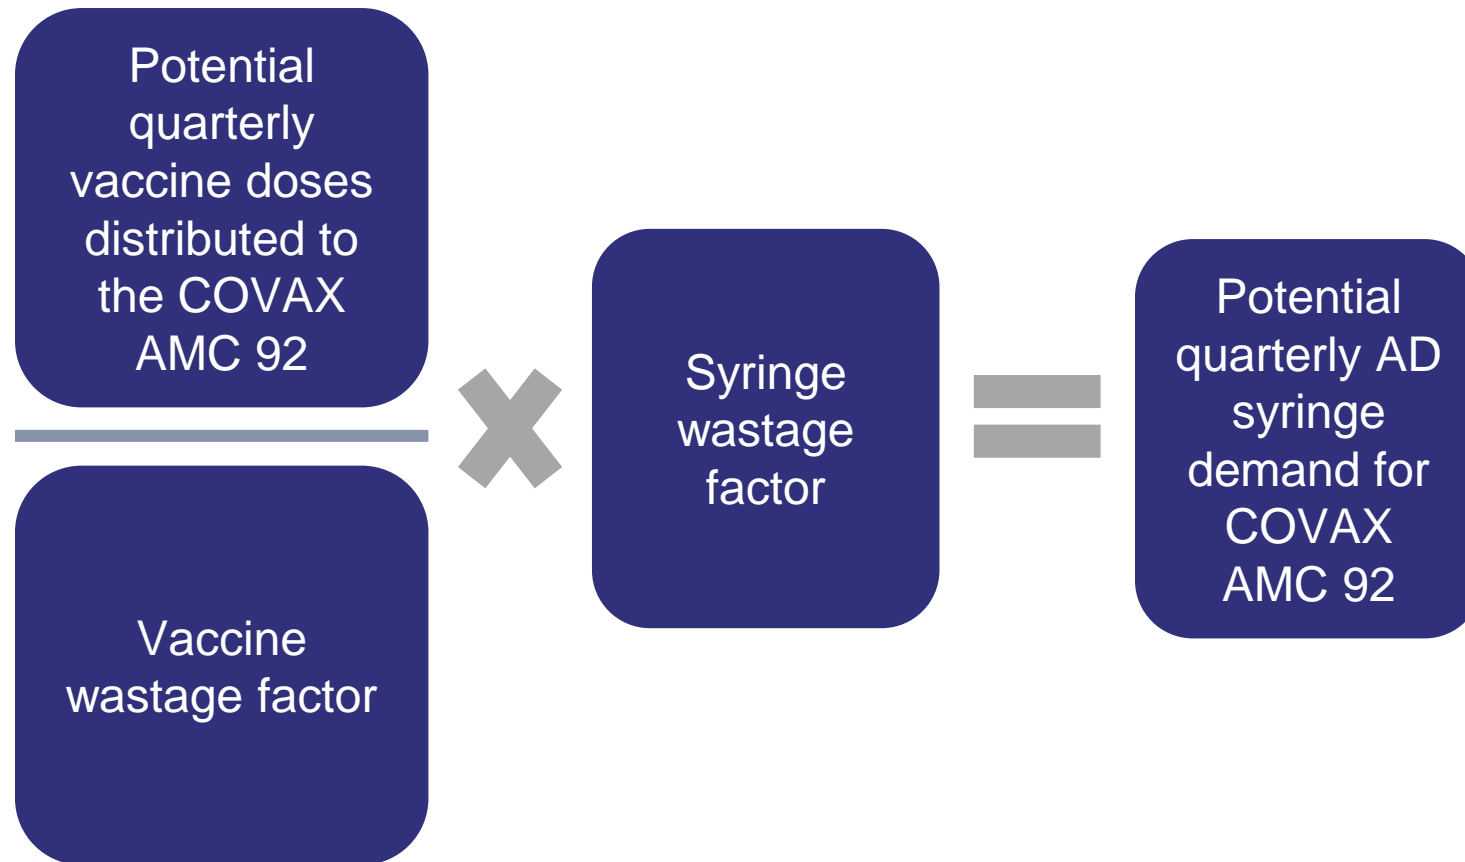 Potential
quarterly
vaccine doses
distributed to
the COVAX
AMC 92
Vaccine
wastage factor
Syringe
wastage
factor
Potential
quarterly AD
syringe
demand for
COVAX
AMC 92